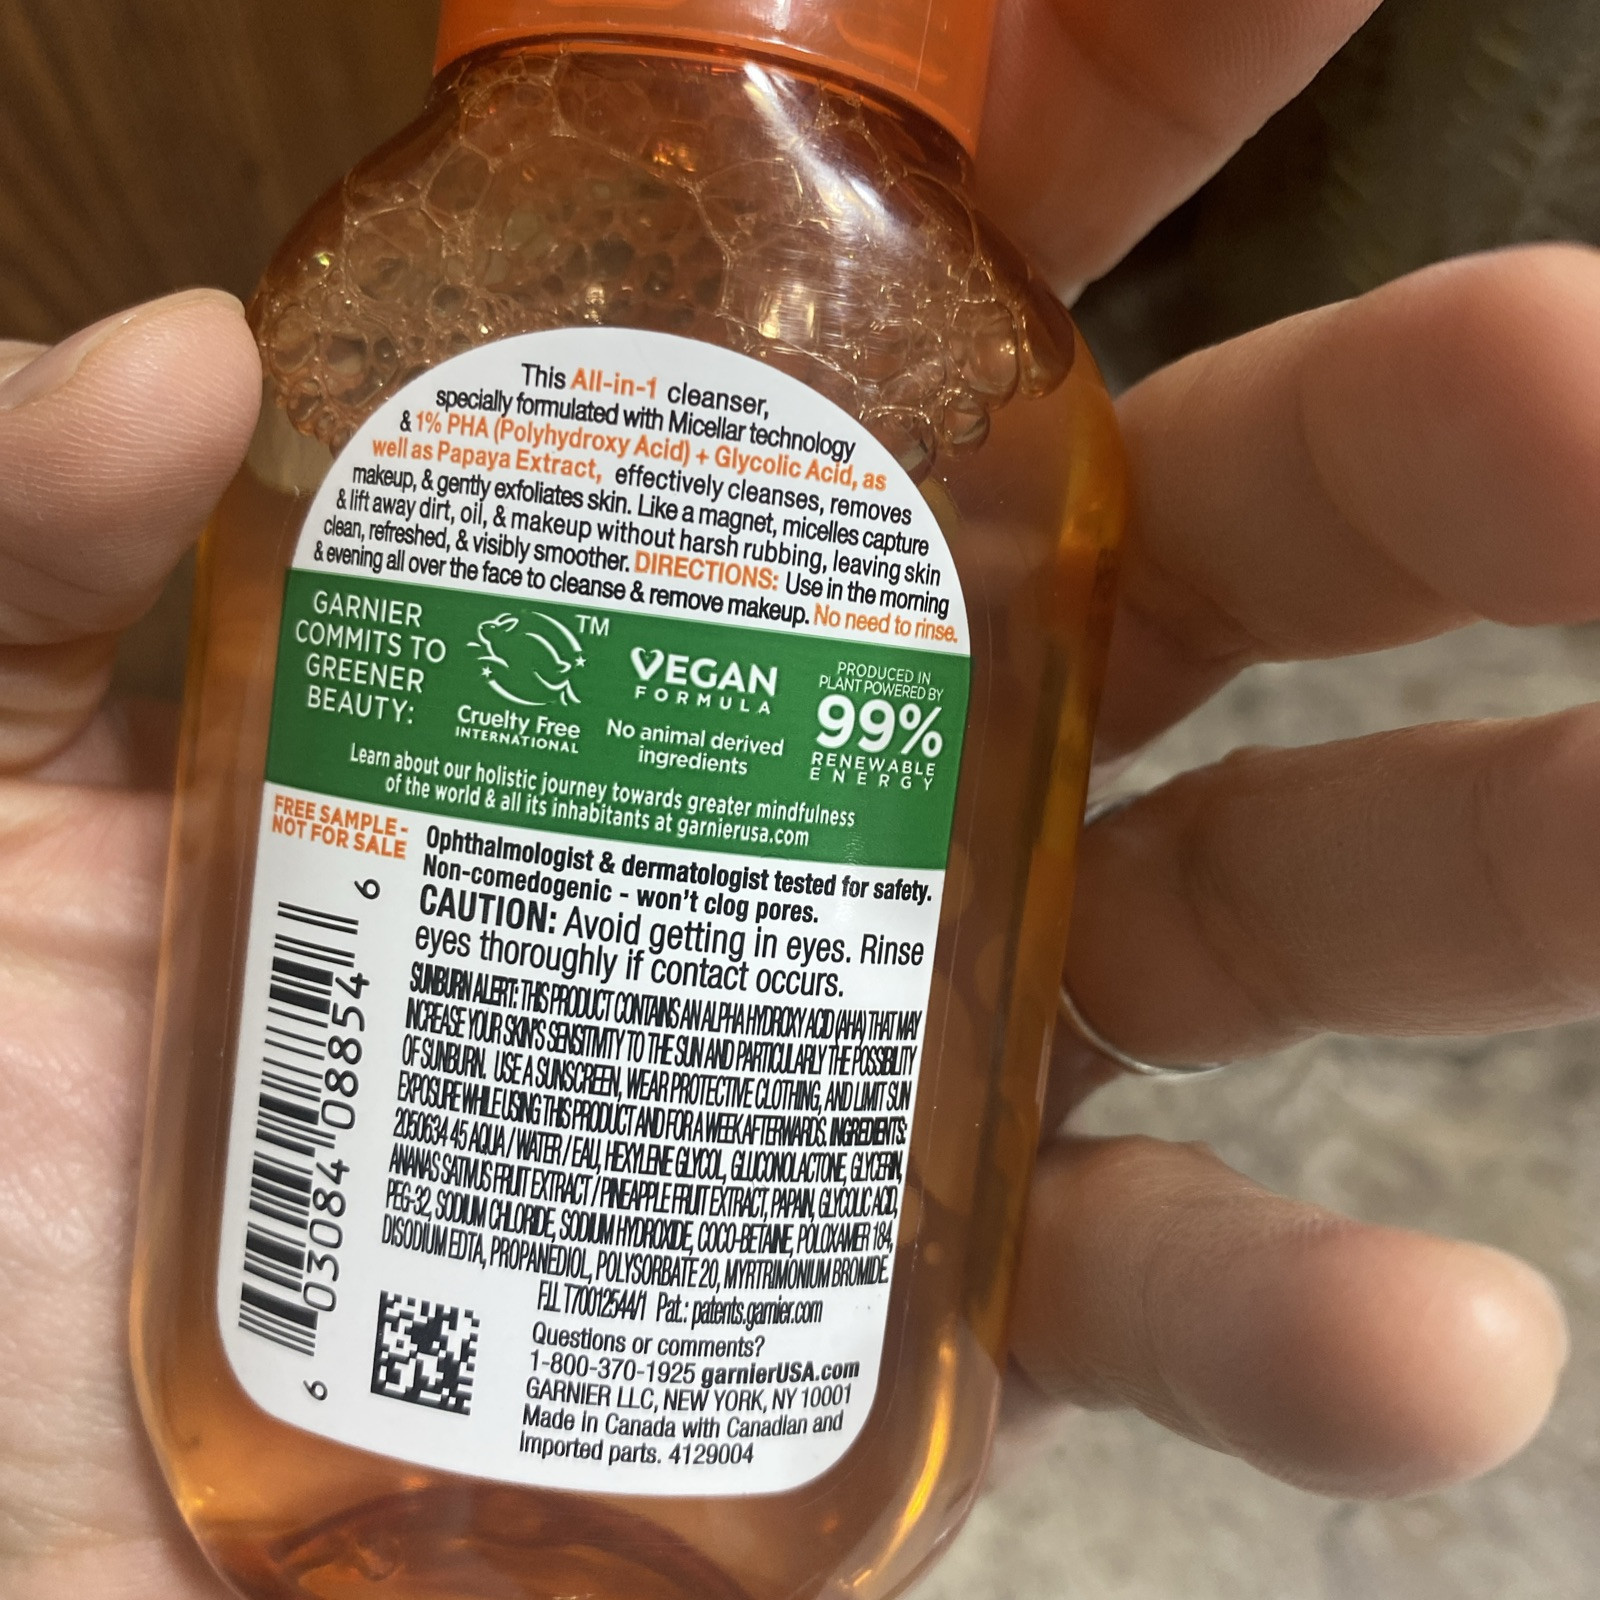 This All-in-1 cleanser,
specially formulated with Micellar technology
& 1% PHA (Polyhydroxy Acid) + Glycolic Acid, as
well as Papaya Extract, effectively cleanses, removes
makeup, & gently exfoliates skin. Like a magnet, micelles capture
& lift away dirt, oil, & makeup without harsh rubbing, leaving skin
clean, refreshed, & visibly smoother. DIRECTIONS: Use in the morning
& evening all over the face to cleanse & remove makeup. No need to rinse.
GARNIER
COMMITS TO
GREENER
BEAUTY:
TM
Cruelty Free
INTERNATIONAL
VEGAN
FORMULA
No animal derived
ingredients
PRODUCED IN
PLANT POWERED BY
99%
RENEWABLE
ENERGY
Learn about our holistic journey towards greater mindfulness
of the world & all its inhabitants at garnierusa.com
FREE SAMPLE -
NOT FOR SALE
Ophthalmologist & dermatologist tested for safety.
Non-comedogenic - won't clog pores.
CAUTION: Avoid getting in eyes. Rinse
eyes thoroughly if contact occurs.
SUNBURN ALERT: THIS PRODUCT CONTAINS AN ALPHA HYDROXY ACID (AHA) THAT MAY
INCREASE YOUR SKIN'S SENSITIVITY TO THE SUN AND PARTICULARLY THE POSSIBILITY
OF SUNBURN. USE A SUNSCREEN, WEAR PROTECTIVE CLOTHING, AND LIMIT SUN
EXPOSURE WHILE USING THIS PRODUCT AND FOR A WEEK AFTERWARDS. INGREDIENTS:
2050634 45 AQUA / WATER / EAU, HEXYLENE GLYCOL, GLUCONOLACTONE, GLYCERIN,
ANANAS SATIVUS FRUIT EXTRACT / PINEAPPLE FRUIT EXTRACT, PAPAIN, GLYCOLIC ACID,
PEG-32, SODIUM CHLORIDE, SODIUM HYDROXIDE, COCO-BETAINE, POLOXAMER 184,
DISODIUM EDTA, PROPANEDIOL, POLYSORBATE 20, MYRTRIMONIUM BROMIDE.
F.I.L. T70012544/1 Pat.: patents.garnier.com
Questions or comments?
1-800-370-1925 garnierUSA.com
GARNIER LLC, NEW YORK, NY 10001
Made in Canada with Canadian and
Imported parts. 4129004
6 03084 08854 6